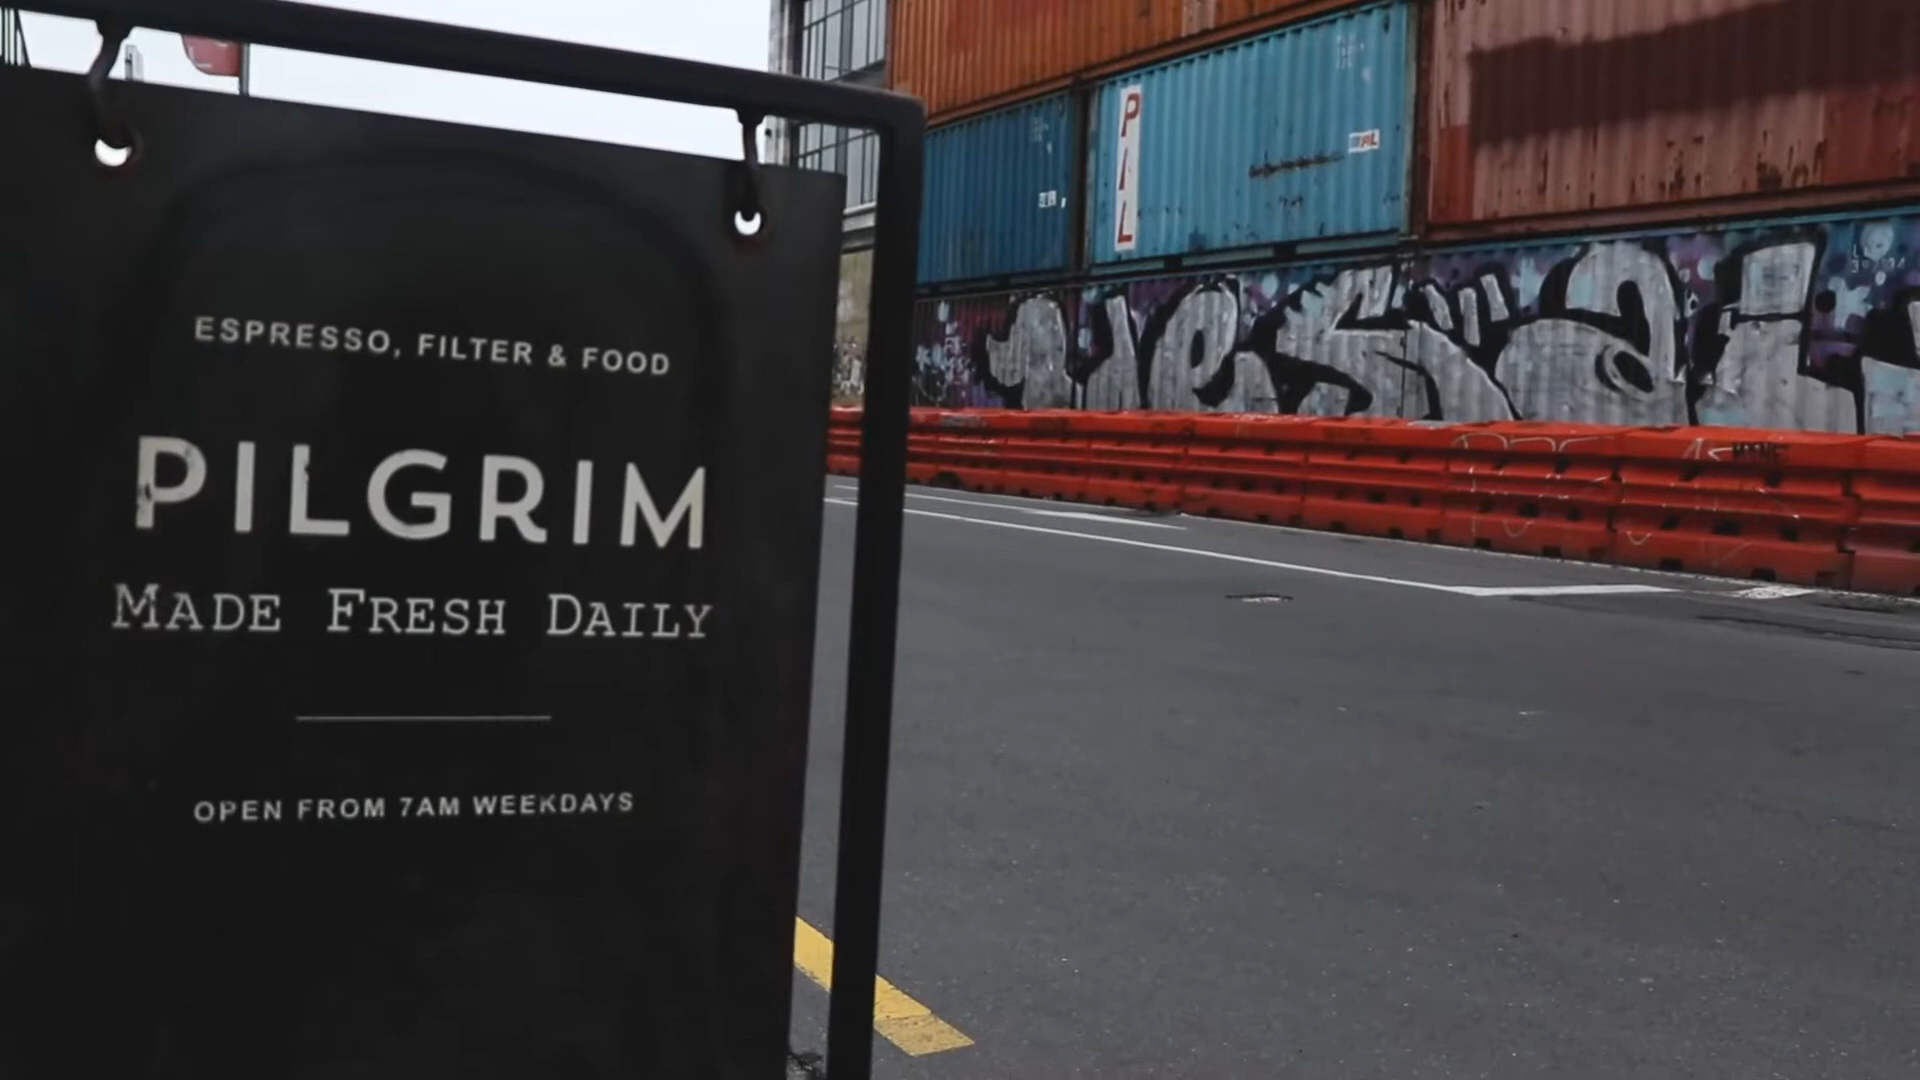 ESPRESSO, FILTER & FOOD
PILGRIM
MADE FRESH DAILY
OPEN FROM 7AM WEEKDAYS
PIL